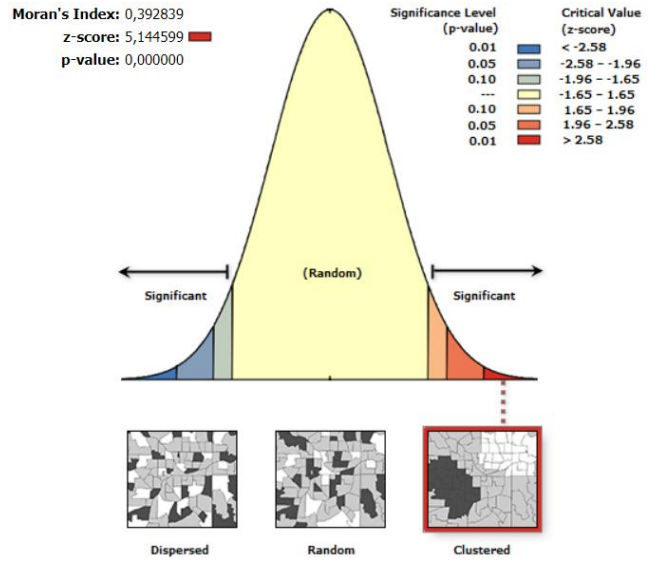 Moran's Index: 0,392839
z-score: 5,144599
p-value: 0,000000
Significance Level
(p-value)
Critical Value
(z-score)
0.01 < -2.58
0.05 -2.58 – -1.96
0.10 -1.96 – -1.65
--- -1.65 – 1.65
0.10 1.65 – 1.96
0.05 1.96 – 2.58
0.01 > 2.58
(Random)
Significant
Significant
Dispersed
Random
Clustered